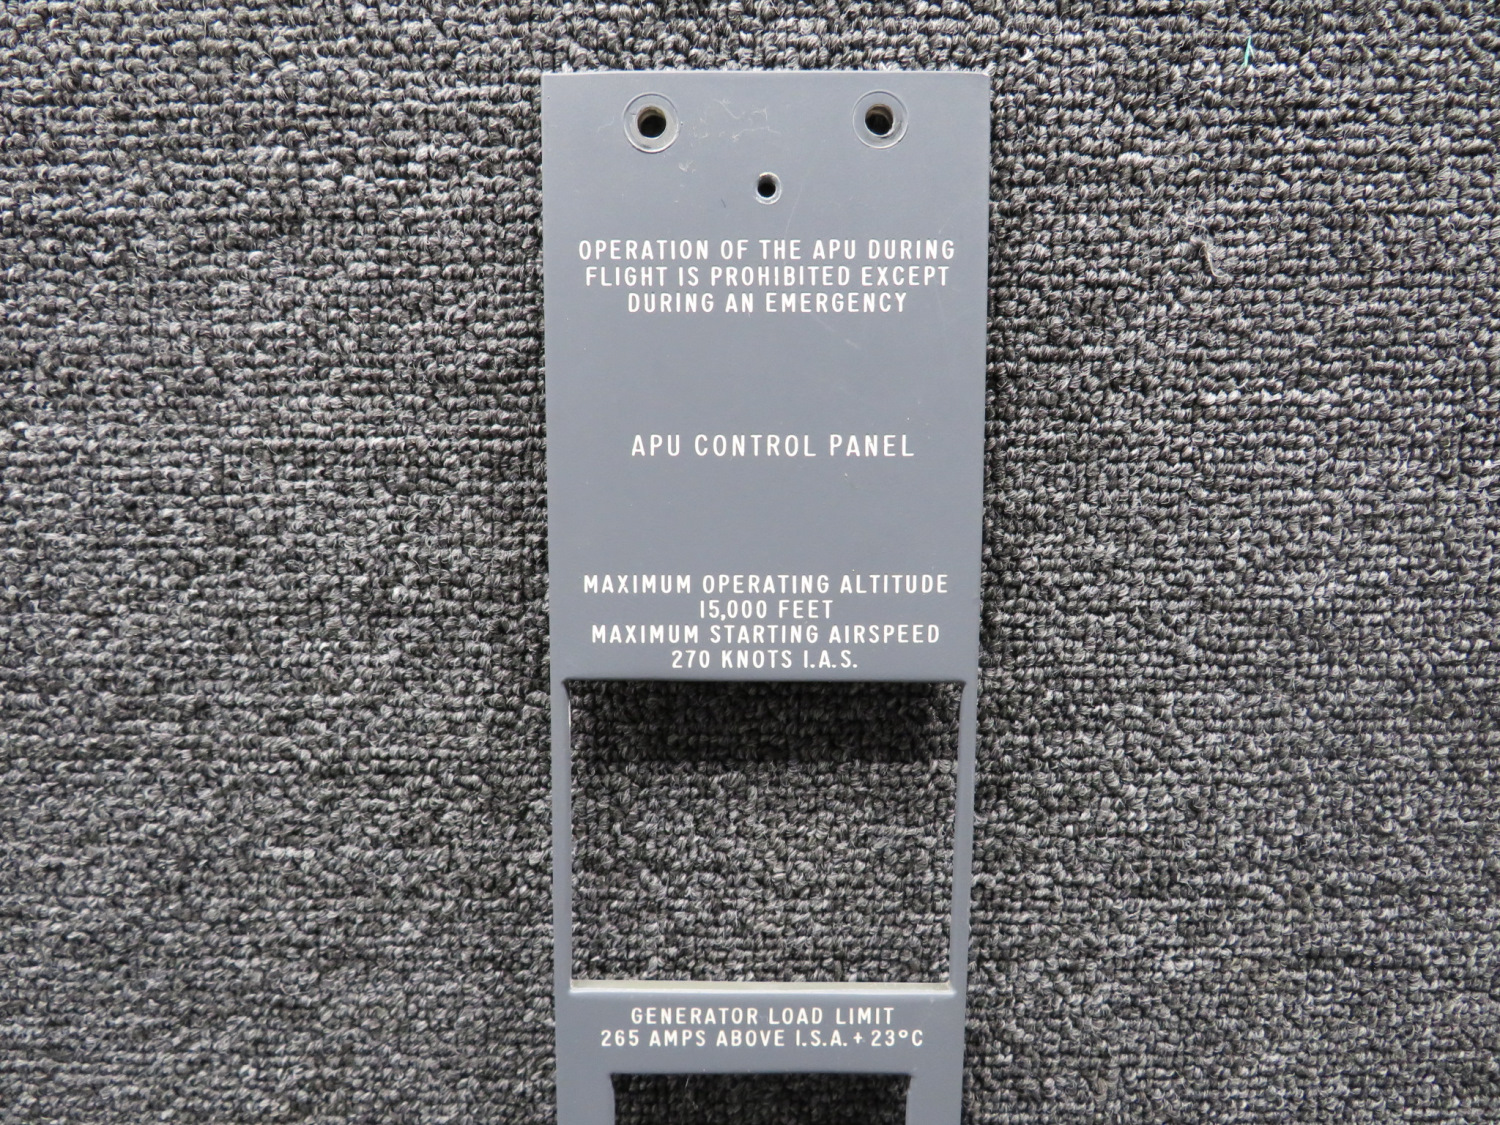 OPERATION OF THE APU DURING
FLIGHT IS PROHIBITED EXCEPT
DURING AN EMERGENCY
APU CONTROL PANEL
MAXIMUM OPERATING ALTITUDE
15,000 FEET
MAXIMUM STARTING AIRSPEED
270 KNOTS I.A.S.
GENERATOR LOAD LIMIT
265 AMPS ABOVE I.S.A.+ 23°C